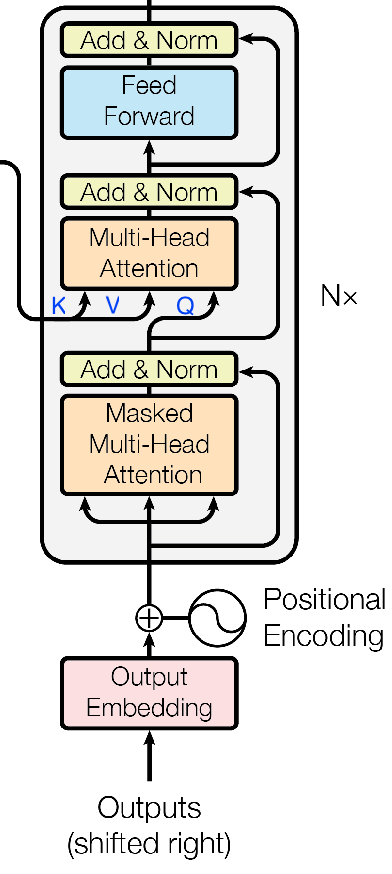 Add & Norm
Feed
Forward
Add & Norm
Multi-Head
Attention
K
V
Q
N×
Add & Norm
Masked
Multi-Head
Attention
Positional
Encoding
Output
Embedding
Outputs
(shifted right)